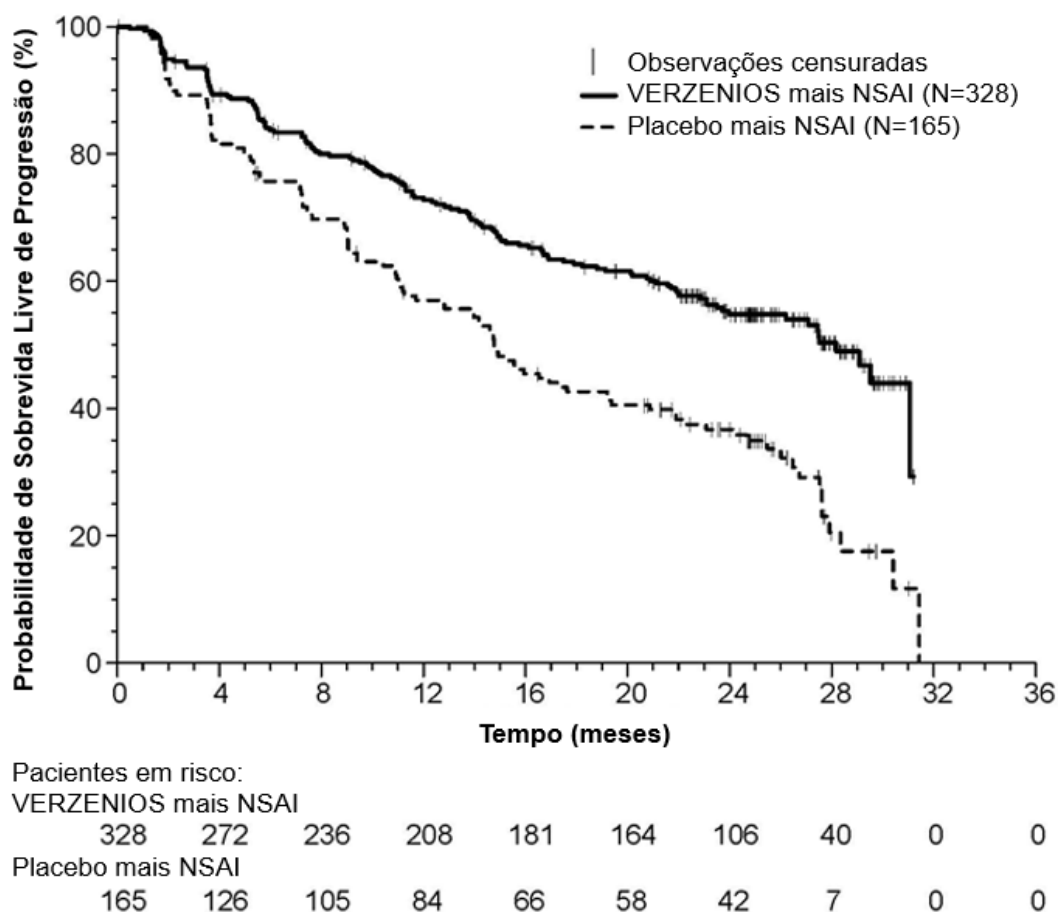 Probabilidade de Sobrevida Livre de Progressão (%)
100
80
60
40
20
0
Observações censuradas
VERZENIOS mais NSAI (N=328)
Placebo mais NSAI (N=165)
0 4 8 12 16 20 24 28 32 36
Tempo (meses)
Pacientes em risco:
VERZENIOS mais NSAI
328 272 236 208 181 164 106 40 0 0
Placebo mais NSAI
165 126 105 84 66 58 42 7 0 0